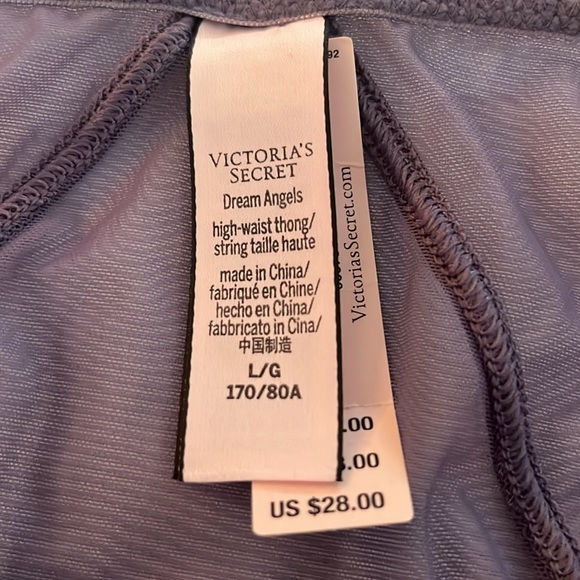 VICTORIA'S
SECRET
Dream Angels
high-waist thong/
string taille haute
made in China/
fabriqué en Chine/
hecho en China/
fabbricato in Cina/
中国制造
L/G
170/80A
92
VictoriasSecret.com
.00
.00
US $28.00